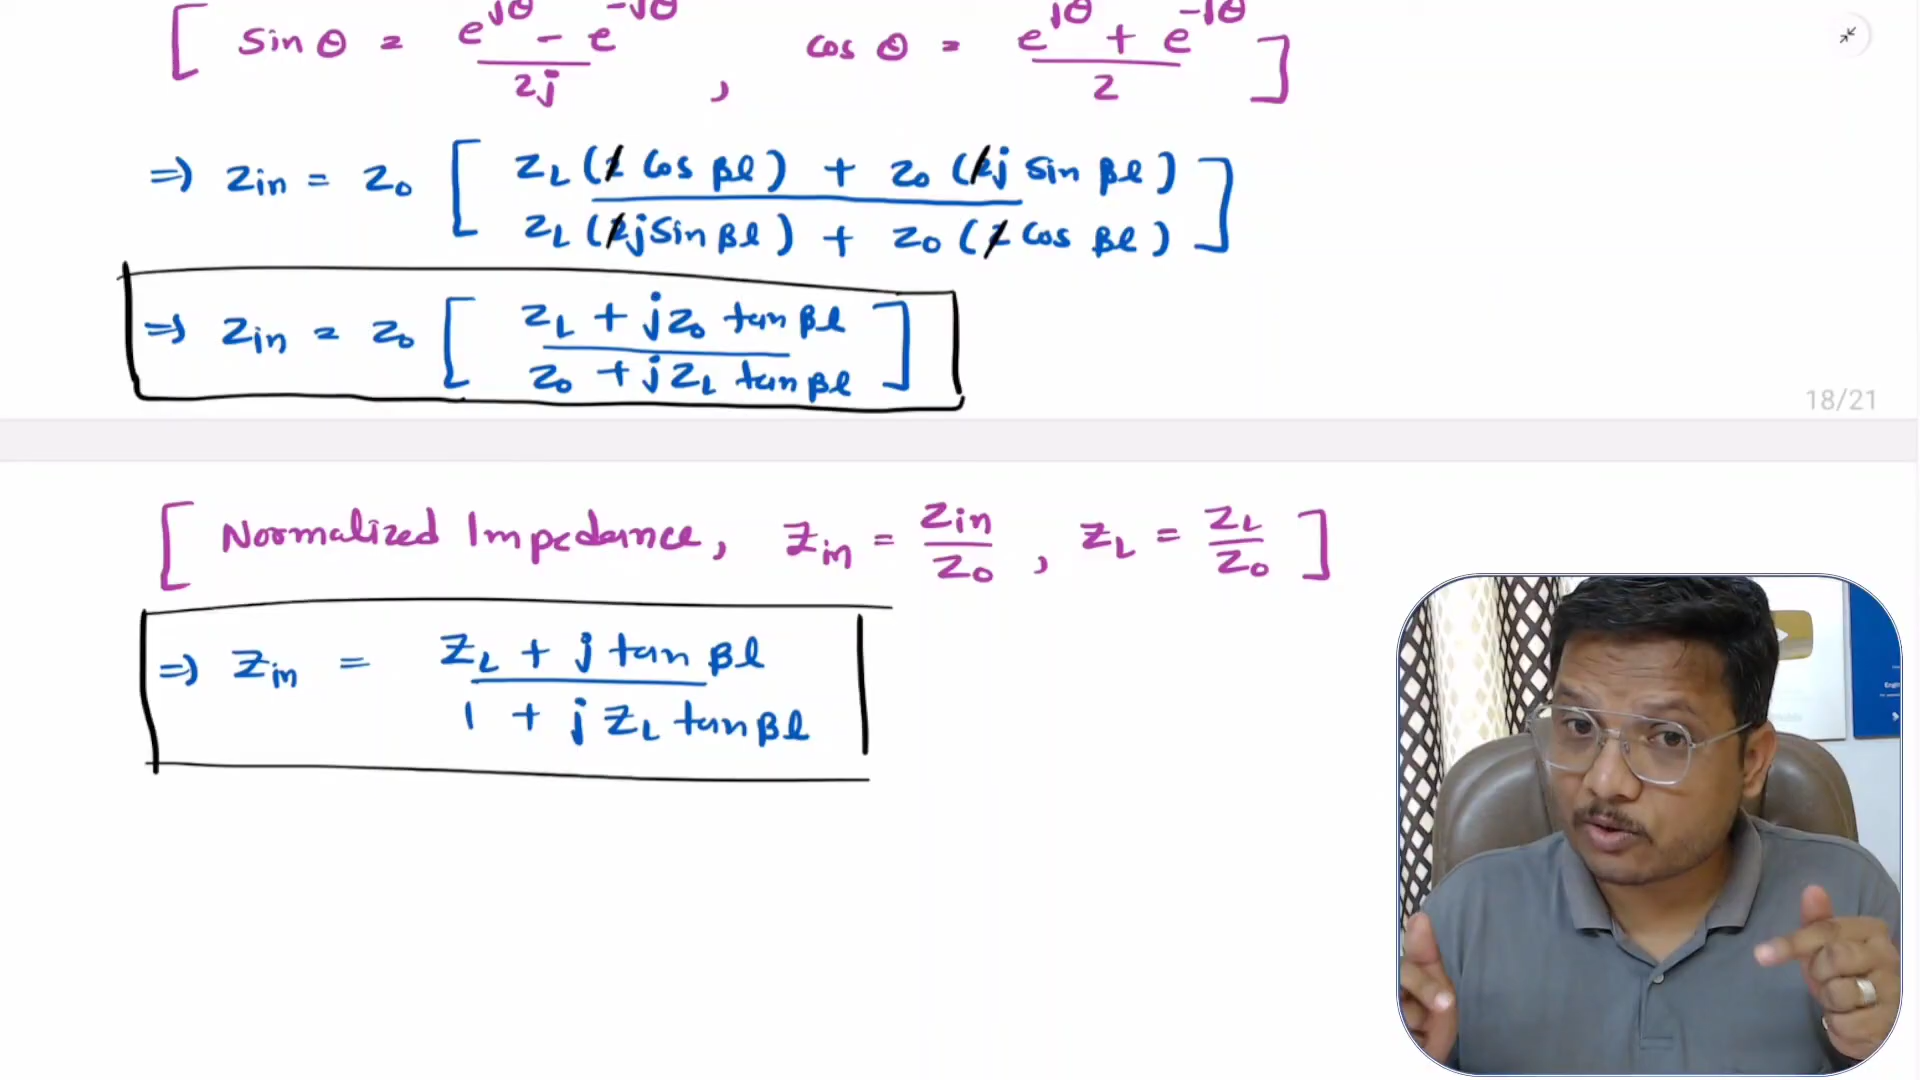 [ Sin θ = e^jθ - e^-jθ / 2j , cos θ = e^jθ + e^-jθ / 2 ]
⇒ Zin = Z0 [ ZL (2 cos βl) + Z0 (2j sin βl) / ZL (2j Sin βl) + Z0 (2 cos βl) ]
⇒ Zin = Z0 [ ZL + j Z0 tan βl / Z0 + j ZL tan βl ]
18/21
[ Normalized Impedance, Zin = Zin / Z0 , ZL = ZL / Z0 ]
⇒ Zin = ZL + j tan βl / 1 + j ZL tan βl